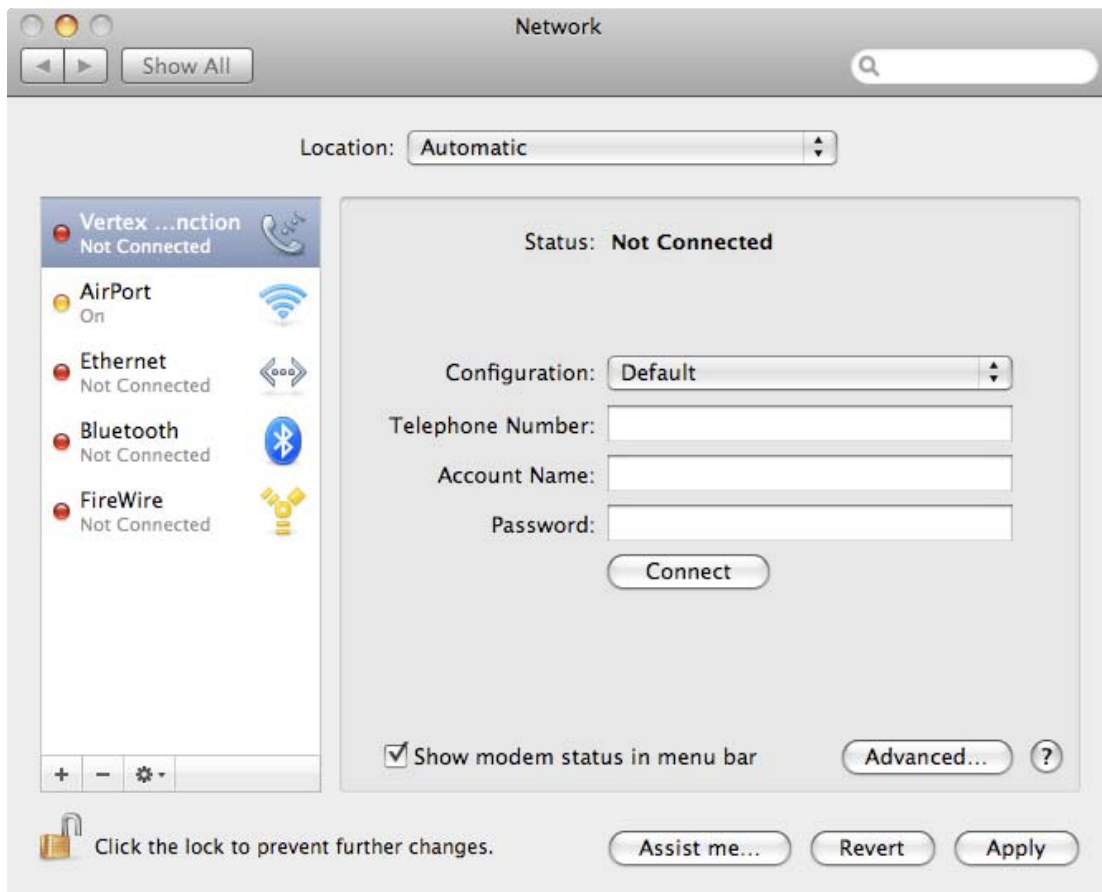 Network
Show All
Location: Automatic
Vertex ...nction
Not Connected
AirPort
On
Ethernet
Not Connected
Bluetooth
Not Connected
FireWire
Not Connected
Status: Not Connected
Configuration: Default
Telephone Number:
Account Name:
Password:
Connect
Show modem status in menu bar
Advanced...
?
Click the lock to prevent further changes.
Assist me...
Revert
Apply